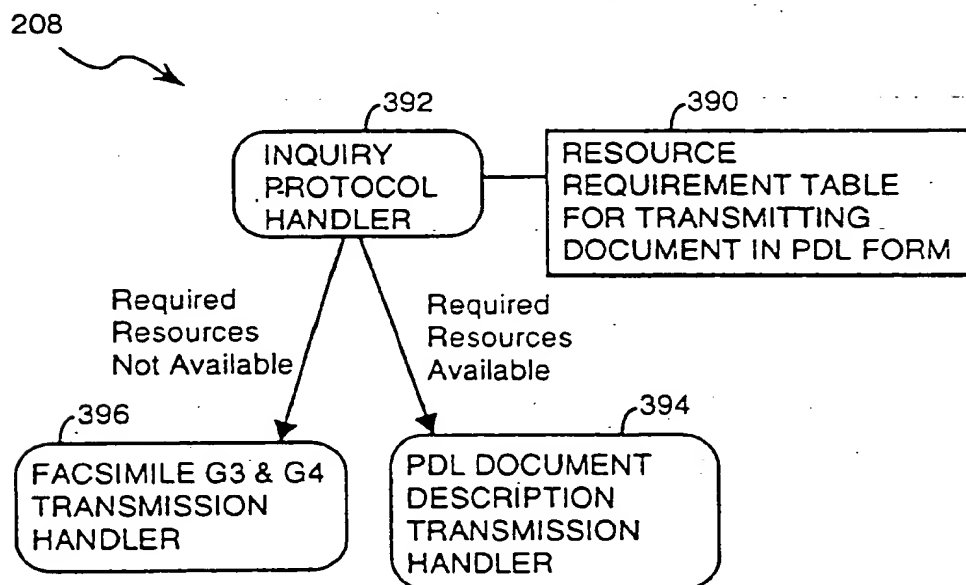 208
392
390
INQUIRY
PROTOCOL
HANDLER
RESOURCE
REQUIREMENT TABLE
FOR TRANSMITTING
DOCUMENT IN PDL FORM
Required
Resources
Not Available
Required
Resources
Available
396
394
FACSIMILE G3 & G4
TRANSMISSION
HANDLER
PDL DOCUMENT
DESCRIPTION
TRANSMISSION
HANDLER